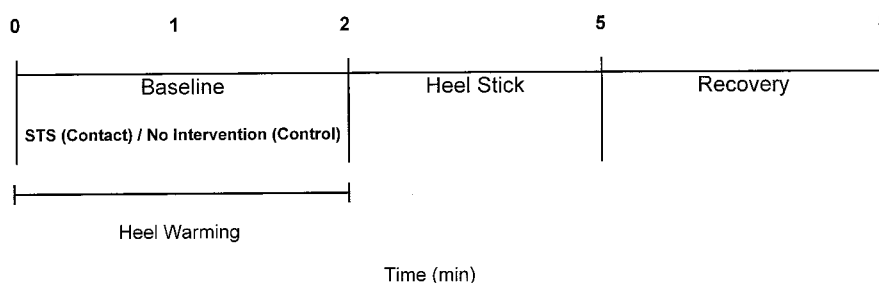 0 1 2 5
Baseline Heel Stick Recovery
STS (Contact) / No Intervention (Control)
Heel Warming
Time (min)